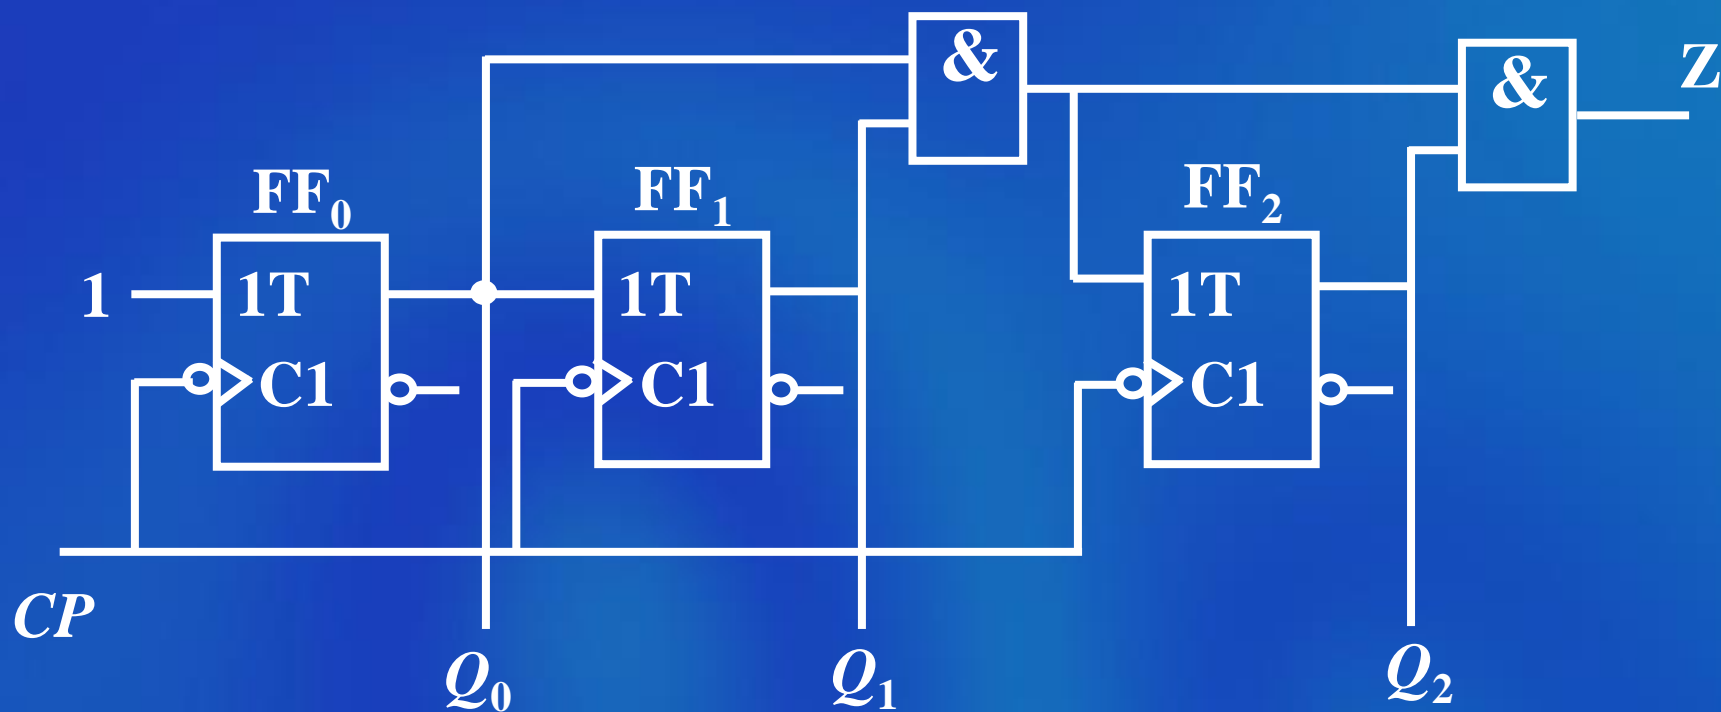 &
&
Z
FF₀
FF₁
FF₂
1
1T
1T
1T
C1
C1
C1
CP
Q₀
Q₁
Q₂